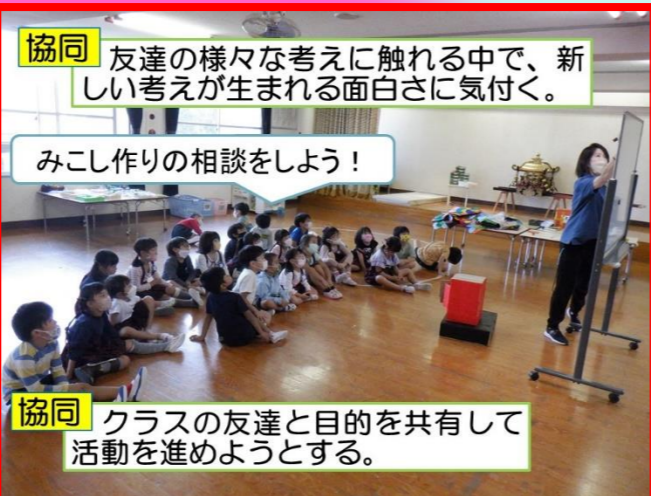 協同 友達の様々な考えに触れる中で、新
しい考えが生まれる面白さに気付く。
みこし作りの相談をしよう！
協同 クラスの友達と目的を共有して
活動を進めようとする。